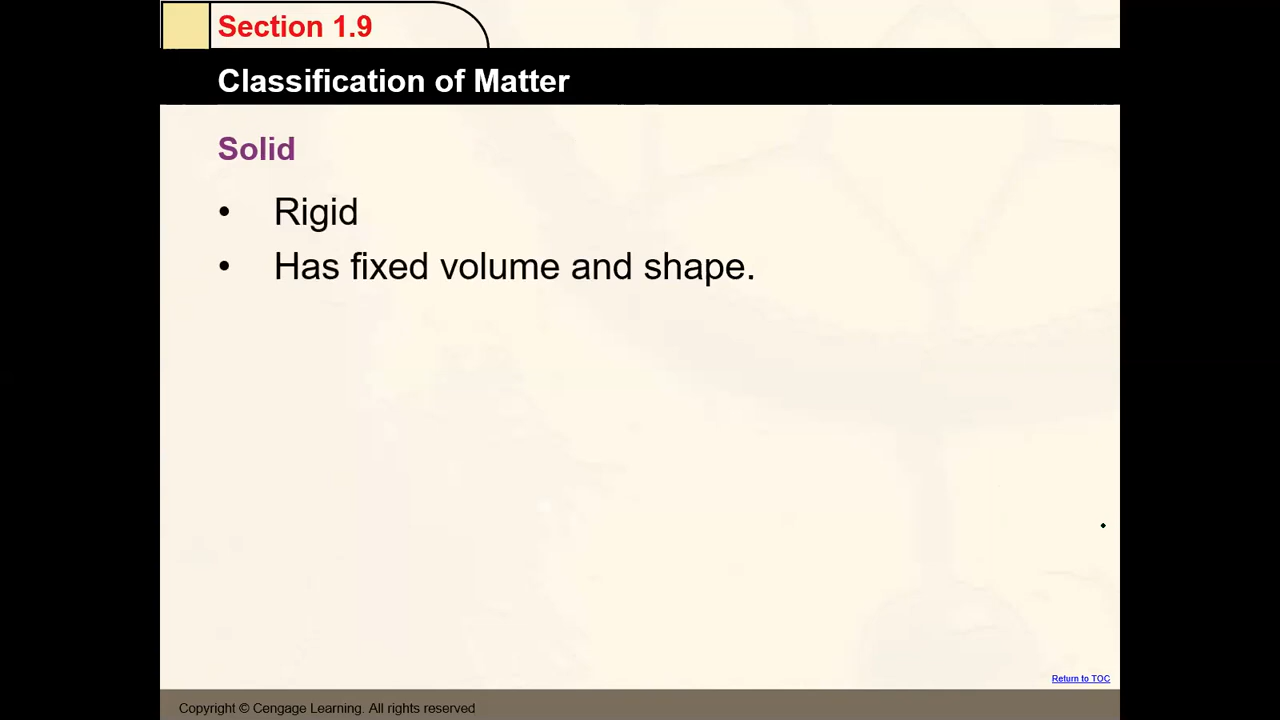 Section 1.9
Classification of Matter
Solid
• Rigid
• Has fixed volume and shape.
Return to TOC
Copyright © Cengage Learning. All rights reserved